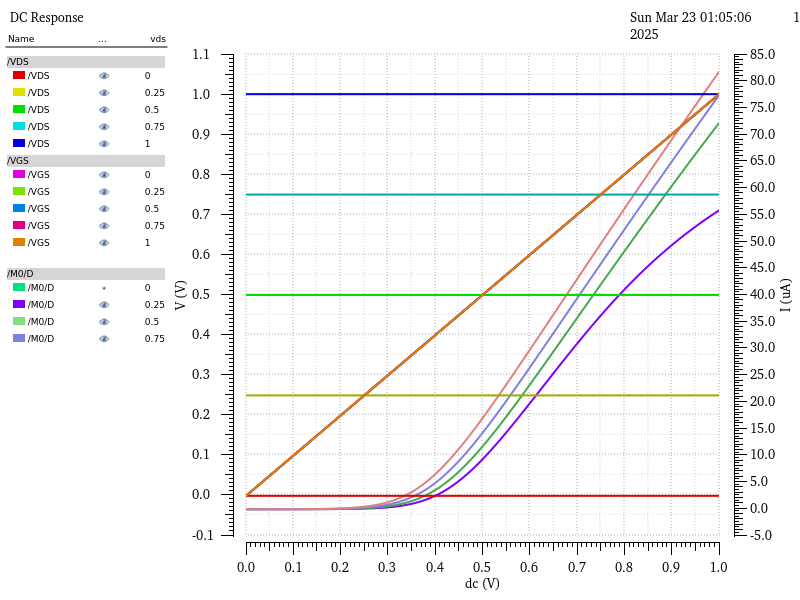 DC Response
Sun Mar 23 01:05:06 1
2025
Name ... vds
/VDS
/VDS 0
/VDS 0.25
/VDS 0.5
/VDS 0.75
/VDS 1
/VGS
/VGS 0
/VGS 0.25
/VGS 0.5
/VGS 0.75
/VGS 1
/M0/D
/M0/D 0
/M0/D 0.25
/M0/D 0.5
/M0/D 0.75
V (V)
1.1
1.0
0.9
0.8
0.7
0.6
0.5
0.4
0.3
0.2
0.1
0.0
-0.1
0.0 0.1 0.2 0.3 0.4 0.5 0.6 0.7 0.8 0.9 1.0
dc (V)
85.0
80.0
75.0
70.0
65.0
60.0
55.0
50.0
45.0
40.0
35.0
30.0
25.0
20.0
15.0
10.0
5.0
0.0
-5.0
I (uA)